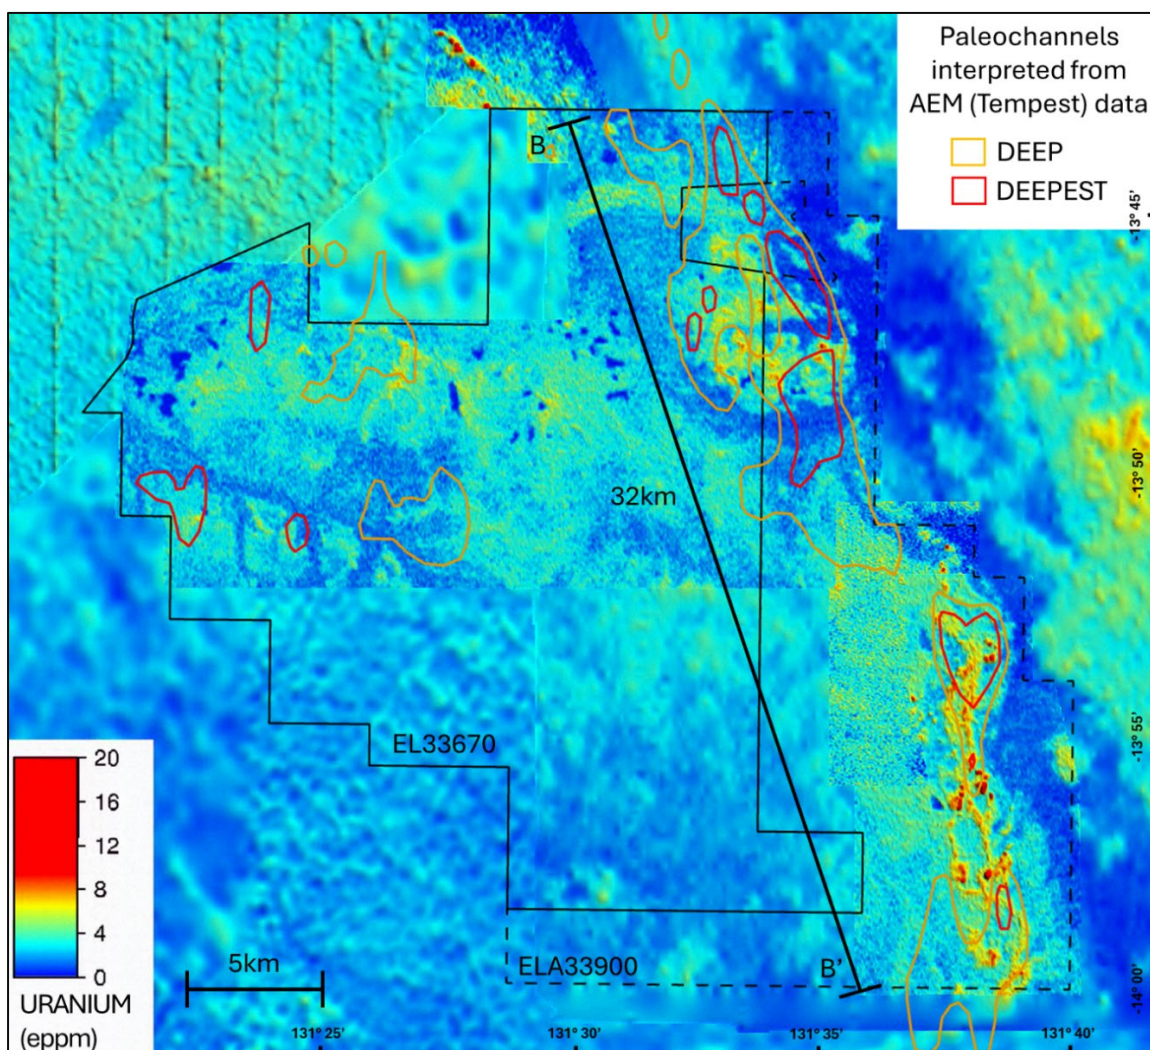 Paleochannels
interpreted from
AEM (Tempest) data
DEEP
DEEPEST
B
-13° 45'
-13° 50'
32km
-13° 55'
EL33670
20
16
12
8
4
0
URANIUM
(eppm)
5km
ELA33900
B'
-14° 00'
131° 25'
131° 30'
131° 35'
131° 40'